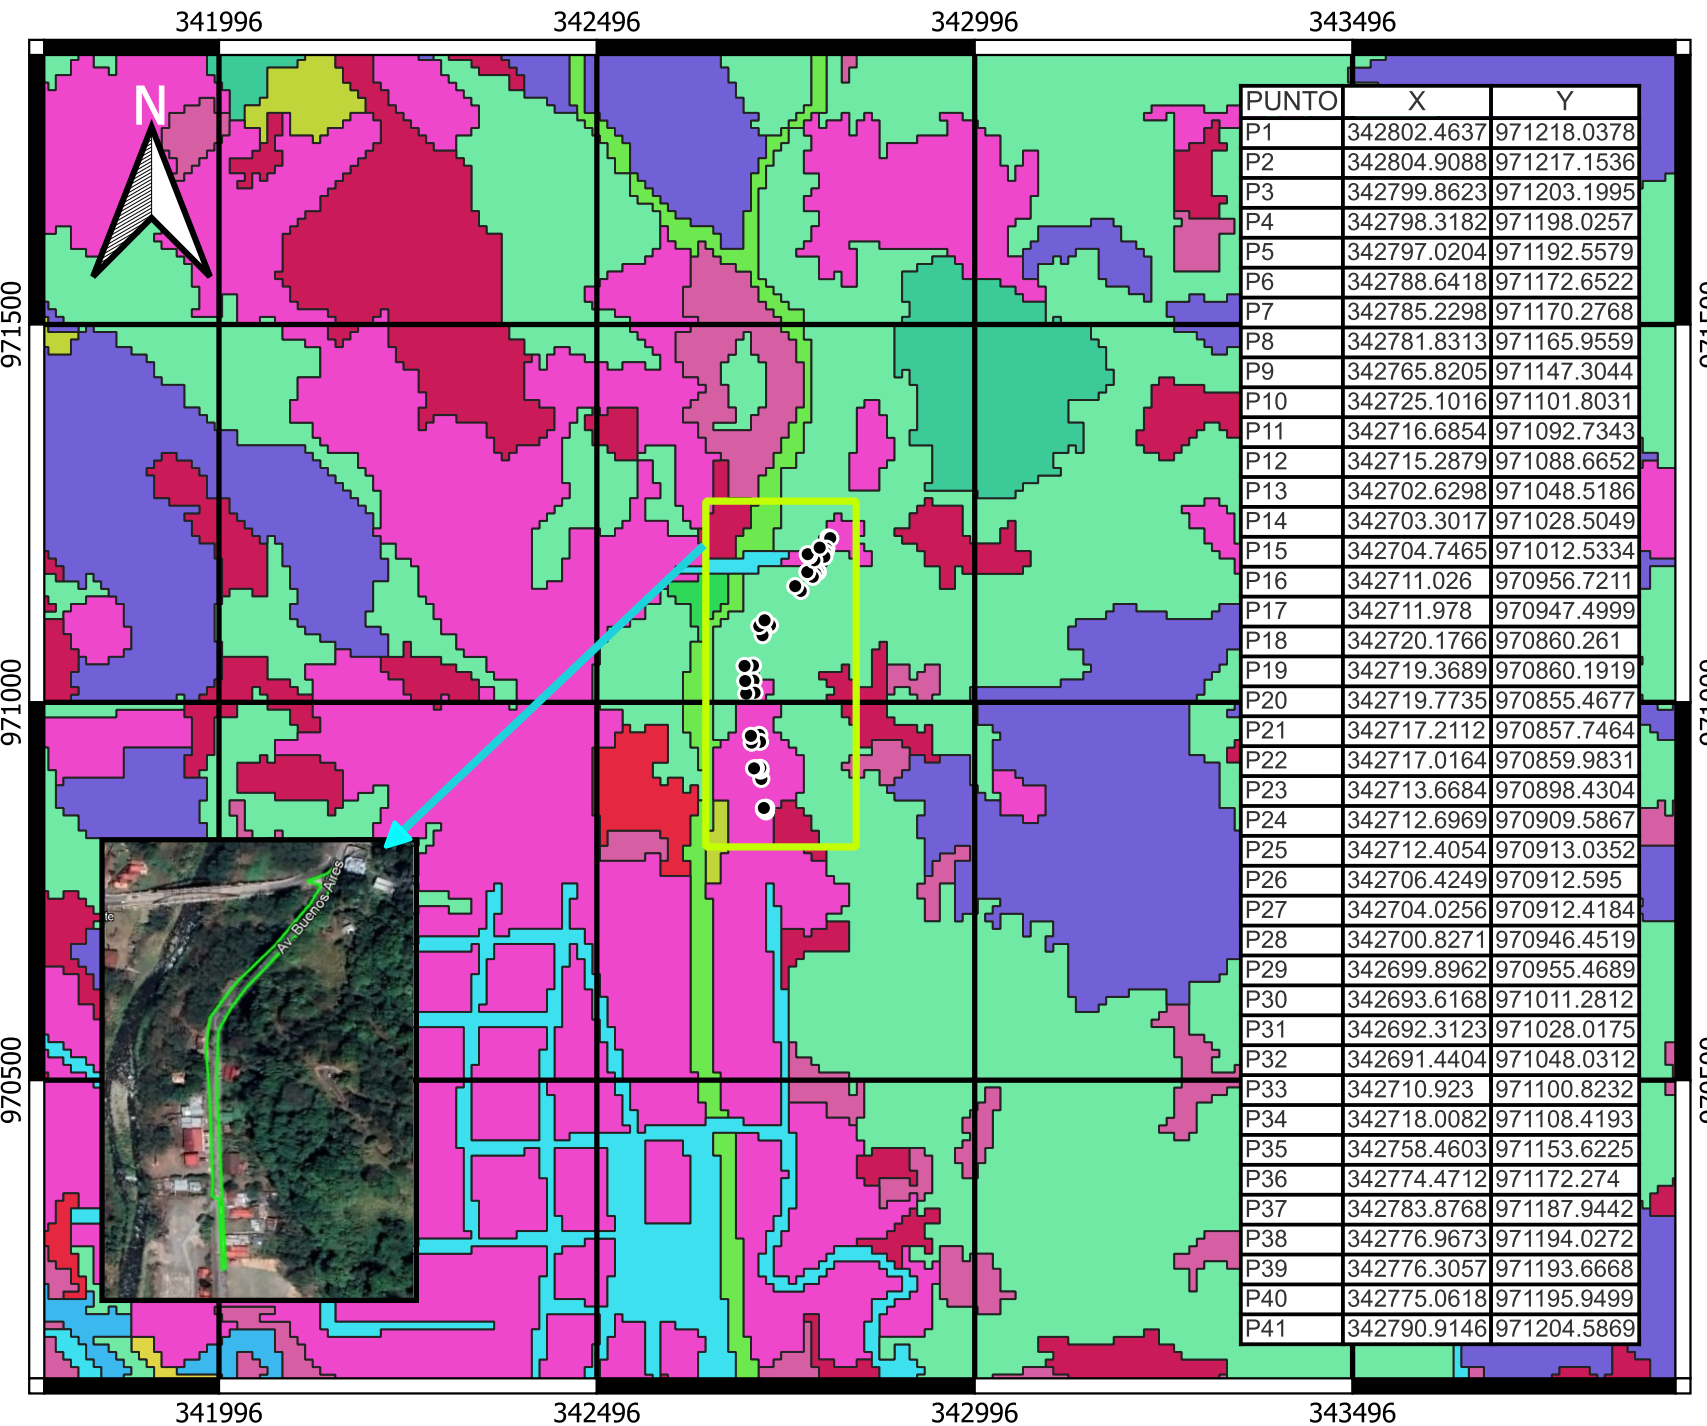 341996 342496 342996 343496
N
PUNTO X Y
P1 342802.4637 971218.0378
P2 342804.9088 971217.1536
P3 342799.8623 971203.1995
P4 342798.3182 971198.0257
P5 342797.0204 971192.5579
P6 342788.6418 971172.6522
P7 342785.2298 971170.2768
P8 342781.8313 971165.9559
P9 342765.8205 971147.3044
P10 342725.1016 971101.8031
P11 342716.6854 971092.7343
P12 342715.2879 971088.6652
P13 342702.6298 971048.5186
P14 342703.3017 971028.5049
P15 342704.7465 971012.5334
P16 342711.026 970956.7211
P17 342711.978 970947.4999
P18 342720.1766 970860.261
P19 342719.3689 970860.1919
P20 342719.7735 970855.4677
P21 342717.2112 970857.7464
P22 342717.0164 970859.9831
P23 342713.6684 970898.4304
P24 342712.6969 970909.5867
P25 342712.4054 970913.0352
P26 342706.4249 970912.595
P27 342704.0256 970912.4184
P28 342700.8271 970946.4519
P29 342699.8962 970955.4689
P30 342693.6168 971011.2812
P31 342692.3123 971028.0175
P32 342691.4404 971048.0312
P33 342710.923 971100.8232
P34 342718.0082 971108.4193
P35 342758.4603 971153.6225
P36 342774.4712 971172.274
P37 342783.8768 971187.9442
P38 342776.9673 971194.0272
P39 342776.3057 971193.6668
P40 342775.0618 971195.9499
P41 342790.9146 971204.5869
971500
971000
970500
Av. Buenos Aires
te
341996 342496 342996 343496